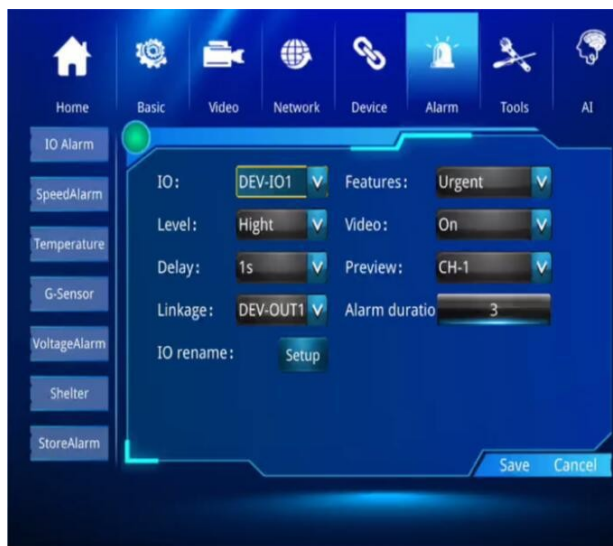 Home Basic Video Network Device Alarm Tools AI
IO Alarm
SpeedAlarm
Temperature
G-Sensor
VoltageAlarm
Shelter
StoreAlarm
IO: DEV-IO1 Features: Urgent
Level: Hight Video: On
Delay: 1s Preview: CH-1
Linkage: DEV-OUT1 Alarm duratio 3
IO rename: Setup
Save Cancel